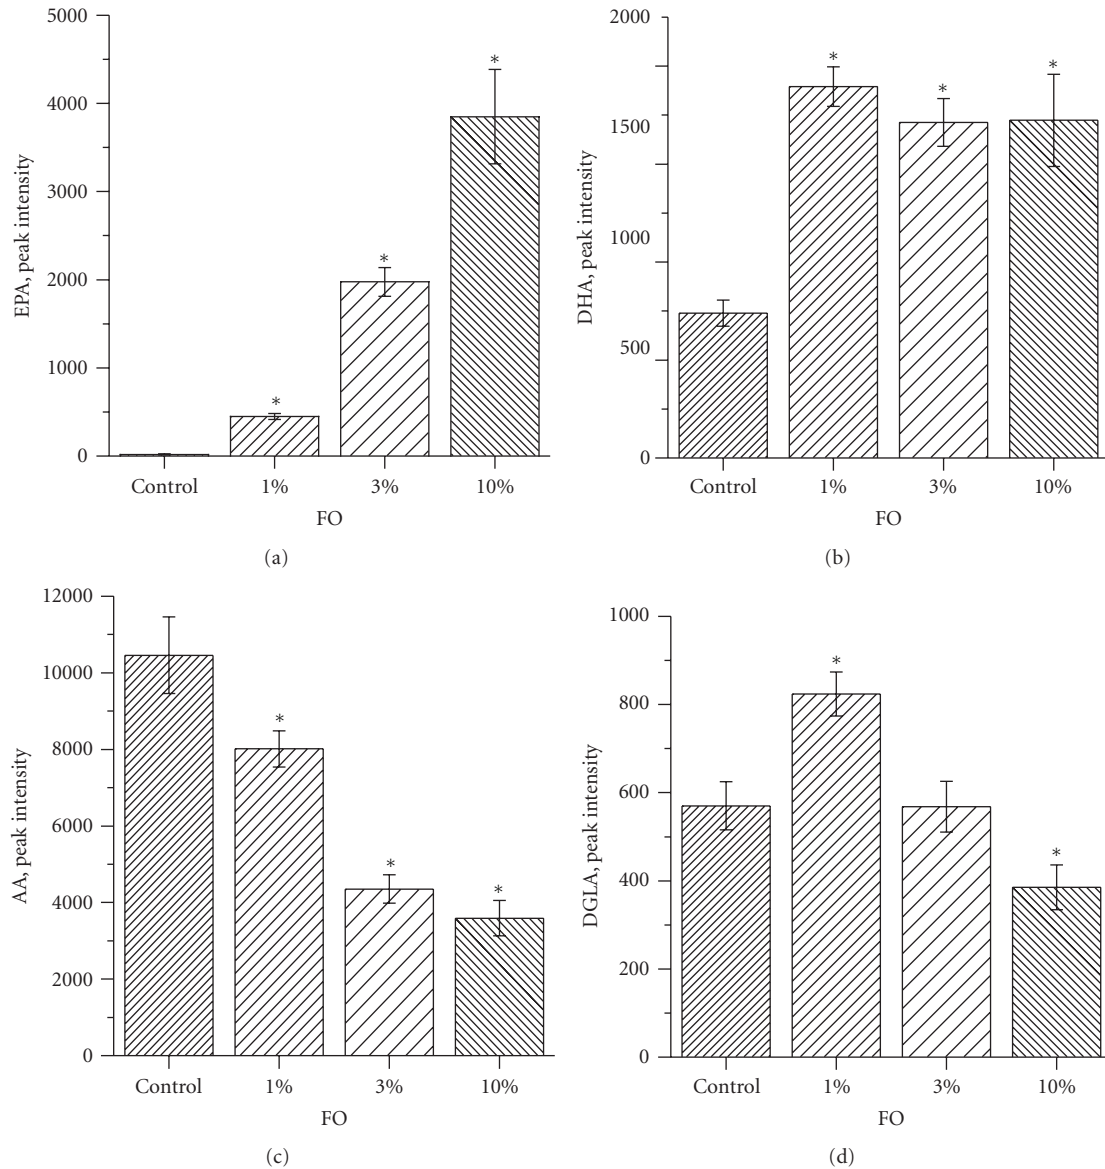 EPA, peak intensity
5000
4000
3000
2000
1000
0
*
*
*
Control
1%
3%
10%
FO
(a)
DHA, peak intensity
2000
1500
1000
500
0
*
*
*
Control
1%
3%
10%
FO
(b)
AA, peak intensity
12000
10000
8000
6000
4000
2000
0
*
*
*
Control
1%
3%
10%
FO
(c)
DGLA, peak intensity
1000
800
600
400
200
0
*
*
Control
1%
3%
10%
FO
(d)